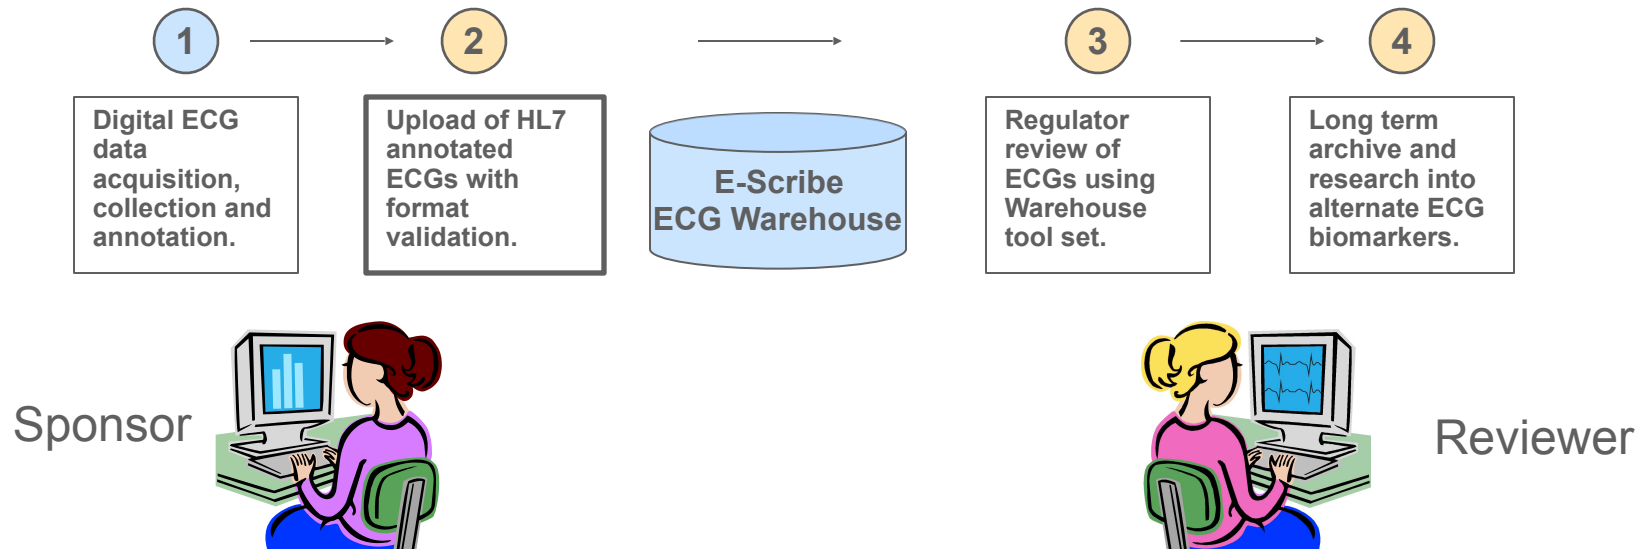 1
2
3
4
Digital ECG
data
acquisition,
collection and
annotation.
Upload of HL7
annotated
ECGs with
format
validation.
E-Scribe
ECG Warehouse
Regulator
review of
ECGs using
Warehouse
tool set.
Long term
archive and
research into
alternate ECG
biomarkers.
Sponsor
Reviewer